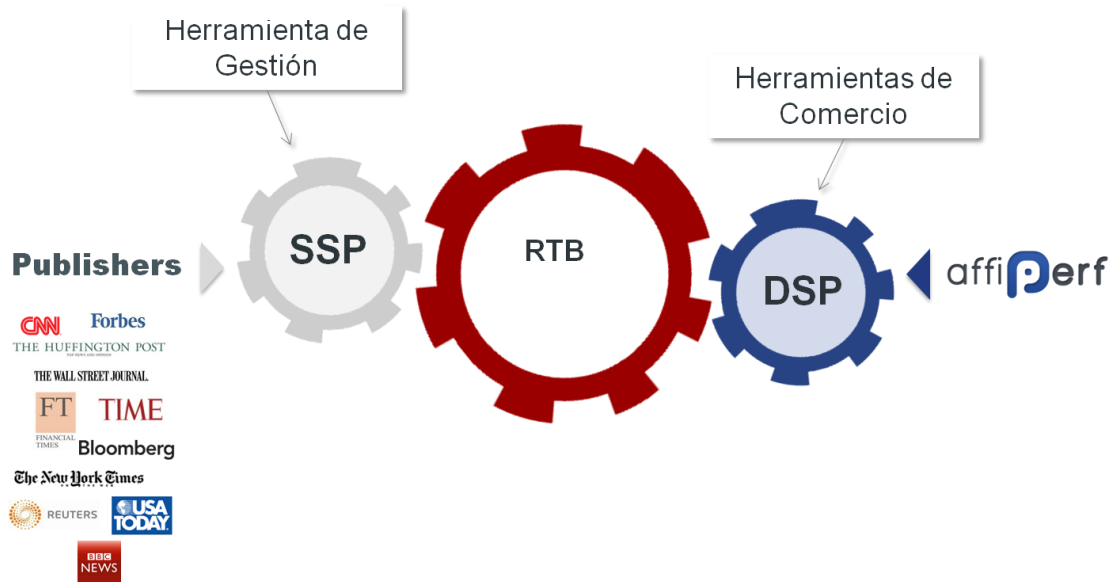 Herramienta de
Gestión
Herramientas de
Comercio
SSP
RTB
DSP
Publishers
affiperf
CNN
Forbes
THE HUFFINGTON POST
THE WALL STREET JOURNAL.
FT
FINANCIAL
TIMES
TIME
Bloomberg
The New York Times
REUTERS
USA
TODAY
BBC
NEWS